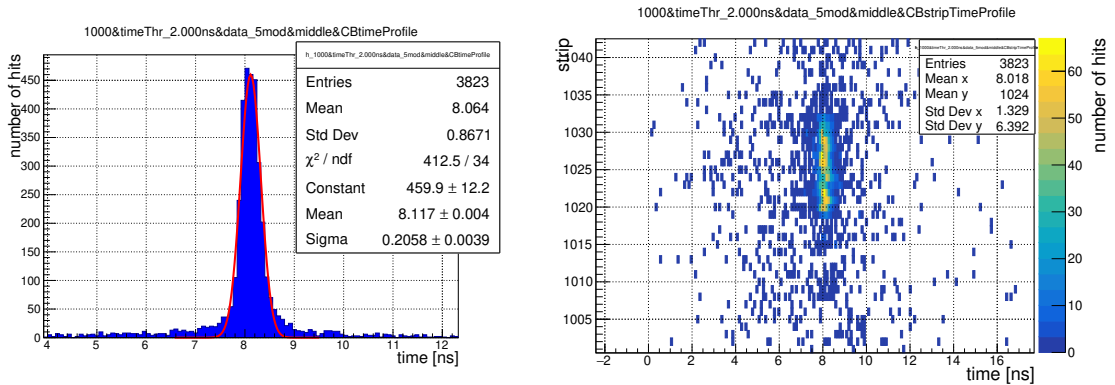 1000&timeThr_2.000ns&data_5mod&middle&CBtimeProfile
h_1000&timeThr_2.000ns&data_5mod&middle&CBtimeProfile
Entries 3823
Mean 8.064
Std Dev 0.8671
χ² / ndf 412.5 / 34
Constant 459.9 ± 12.2
Mean 8.117 ± 0.004
Sigma 0.2058 ± 0.0039
number of hits
450
400
350
300
250
200
150
100
50
0
4 5 6 7 8 9 10 11 12
time [ns]
1000&timeThr_2.000ns&data_5mod&middle&CBstripTimeProfile
h_1000&timeThr_2.000ns&data_5mod&middle&CBstripTimeProfile
Entries 3823
Mean x 8.018
Mean y 1024
Std Dev x 1.329
Std Dev y 6.392
strip
1040
1035
1030
1025
1020
1015
1010
1005
−2 0 2 4 6 8 10 12 14 16
time [ns]
number of hits
60
50
40
30
20
10
0